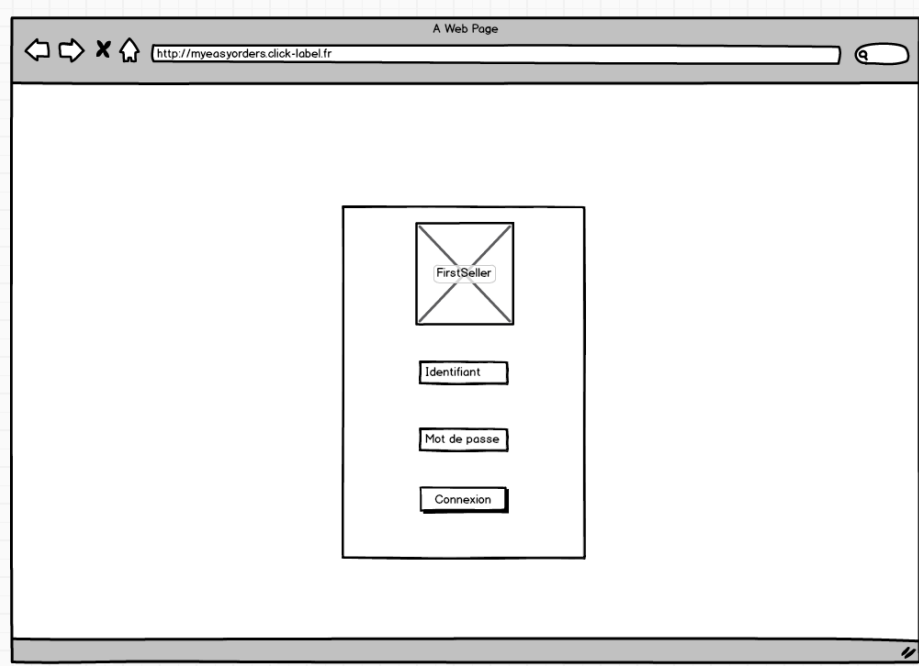 A Web Page
http://myeasyorders.click-label.fr
FirstSeller
Identifiant
Mot de passe
Connexion